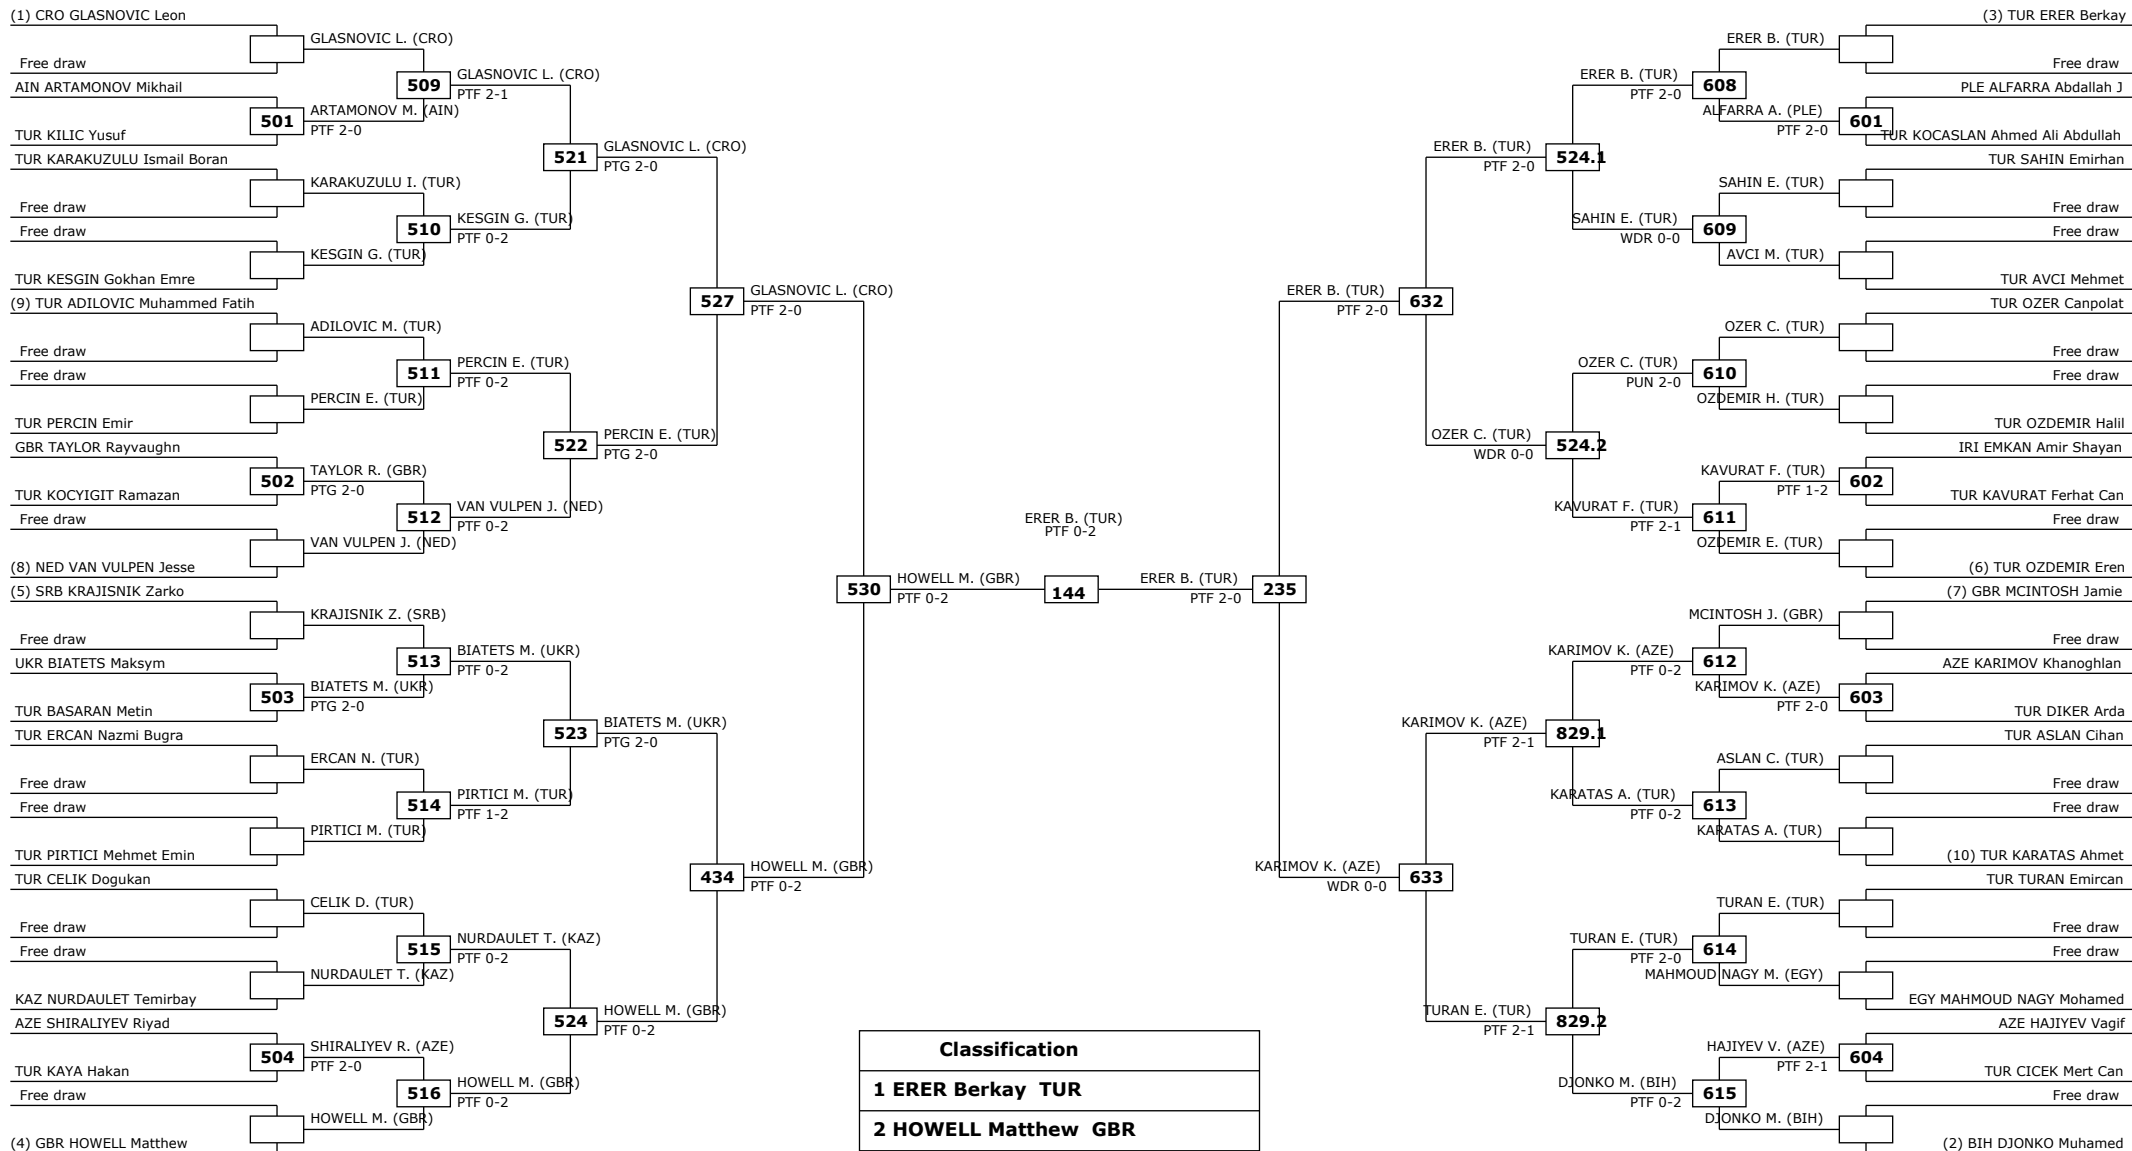 (1) CRO GLASNOVIC Leon
Free draw
AIN ARTAMONOV Mikhail
TUR KILIC Yusuf
TUR KARAKUZULU Ismail Boran
Free draw
Free draw
TUR KESGIN Gokhan Emre
(9) TUR ADILOVIC Muhammed Fatih
Free draw
Free draw
TUR PERCIN Emir
GBR TAYLOR Rayvaughn
TUR KOCYIGIT Ramazan
Free draw
(8) NED VAN VULPEN Jesse
(5) SRB KRAJISNIK Zarko
Free draw
UKR BIATETS Maksym
TUR BASARAN Metin
TUR ERCAN Nazmi Bugra
Free draw
Free draw
TUR PIRTICI Mehmet Emin
TUR CELIK Dogukan
Free draw
Free draw
KAZ NURDAULET Temirbay
AZE SHIRALIYEV Riyad
TUR KAYA Hakan
Free draw
(4) GBR HOWELL Matthew
GLASNOVIC L. (CRO)
501
ARTAMONOV M. (AIN)
PTF 2-0
KARAKUZULU I. (TUR)
KESGIN G. (TUR)
ADILOVIC M. (TUR)
PERCIN E. (TUR)
502
TAYLOR R. (GBR)
PTG 2-0
VAN VULPEN J. (NED)
KRAJISNIK Z. (SRB)
503
BIATETS M. (UKR)
PTG 2-0
ERCAN N. (TUR)
PIRTICI M. (TUR)
CELIK D. (TUR)
NURDAULET T. (KAZ)
504
SHIRALIYEV R. (AZE)
PTF 2-0
HOWELL M. (GBR)
509
GLASNOVIC L. (CRO)
PTF 2-1
510
KESGIN G. (TUR)
PTF 0-2
511
PERCIN E. (TUR)
PTF 0-2
512
VAN VULPEN J. (NED)
PTF 0-2
513
BIATETS M. (UKR)
PTF 0-2
514
PIRTICI M. (TUR)
PTF 1-2
515
NURDAULET T. (KAZ)
PTF 0-2
516
HOWELL M. (GBR)
PTF 0-2
521
GLASNOVIC L. (CRO)
PTG 2-0
522
PERCIN E. (TUR)
PTG 2-0
523
BIATETS M. (UKR)
PTG 2-0
524
HOWELL M. (GBR)
PTF 0-2
527
GLASNOVIC L. (CRO)
PTF 2-0
434
HOWELL M. (GBR)
PTF 0-2
530
HOWELL M. (GBR)
PTF 0-2
ERER B. (TUR)
PTF 0-2
144
ERER B. (TUR)
PTF 2-0
235
ERER B. (TUR)
PTF 2-0
632
KARIMOV K. (AZE)
WDR 0-0
633
ERER B. (TUR)
PTF 2-0
524.1
OZER C. (TUR)
WDR 0-0
524.2
KARIMOV K. (AZE)
PTF 2-1
829.1
TURAN E. (TUR)
PTF 2-1
829.2
ERER B. (TUR)
PTF 2-0
608
SAHIN E. (TUR)
WDR 0-0
609
OZER C. (TUR)
PUN 2-0
610
KAVURAT F. (TUR)
PTF 2-1
611
KARIMOV K. (AZE)
PTF 0-2
612
KARATAS A. (TUR)
PTF 0-2
613
TURAN E. (TUR)
PTF 2-0
614
DJONKO M. (BIH)
PTF 0-2
615
ERER B. (TUR)
ALFARRA A. (PLE)
PTF 2-0
601
SAHIN E. (TUR)
AVCI M. (TUR)
OZER C. (TUR)
OZDEMIR H. (TUR)
KAVURAT F. (TUR)
PTF 1-2
602
OZDEMIR E. (TUR)
MCINTOSH J. (GBR)
KARIMOV K. (AZE)
PTF 2-0
603
ASLAN C. (TUR)
KARATAS A. (TUR)
TURAN E. (TUR)
MAHMOUD NAGY M. (EGY)
HAJIYEV V. (AZE)
PTF 2-1
604
DJONKO M. (BIH)
(3) TUR ERER Berkay
Free draw
PLE ALFARRA Abdallah J
TUR KOCASLAN Ahmed Ali Abdullah
TUR SAHIN Emirhan
Free draw
Free draw
TUR AVCI Mehmet
TUR OZER Canpolat
Free draw
Free draw
TUR OZDEMIR Halil
IRI EMKAN Amir Shayan
TUR KAVURAT Ferhat Can
Free draw
(6) TUR OZDEMIR Eren
(7) GBR MCINTOSH Jamie
Free draw
AZE KARIMOV Khanoghlan
TUR DIKER Arda
TUR ASLAN Cihan
Free draw
Free draw
(10) TUR KARATAS Ahmet
TUR TURAN Emircan
Free draw
Free draw
EGY MAHMOUD NAGY Mohamed
AZE HAJIYEV Vagif
TUR CICEK Mert Can
Free draw
(2) BIH DJONKO Muhamed
Classification
1 ERER Berkay TUR
2 HOWELL Matthew GBR